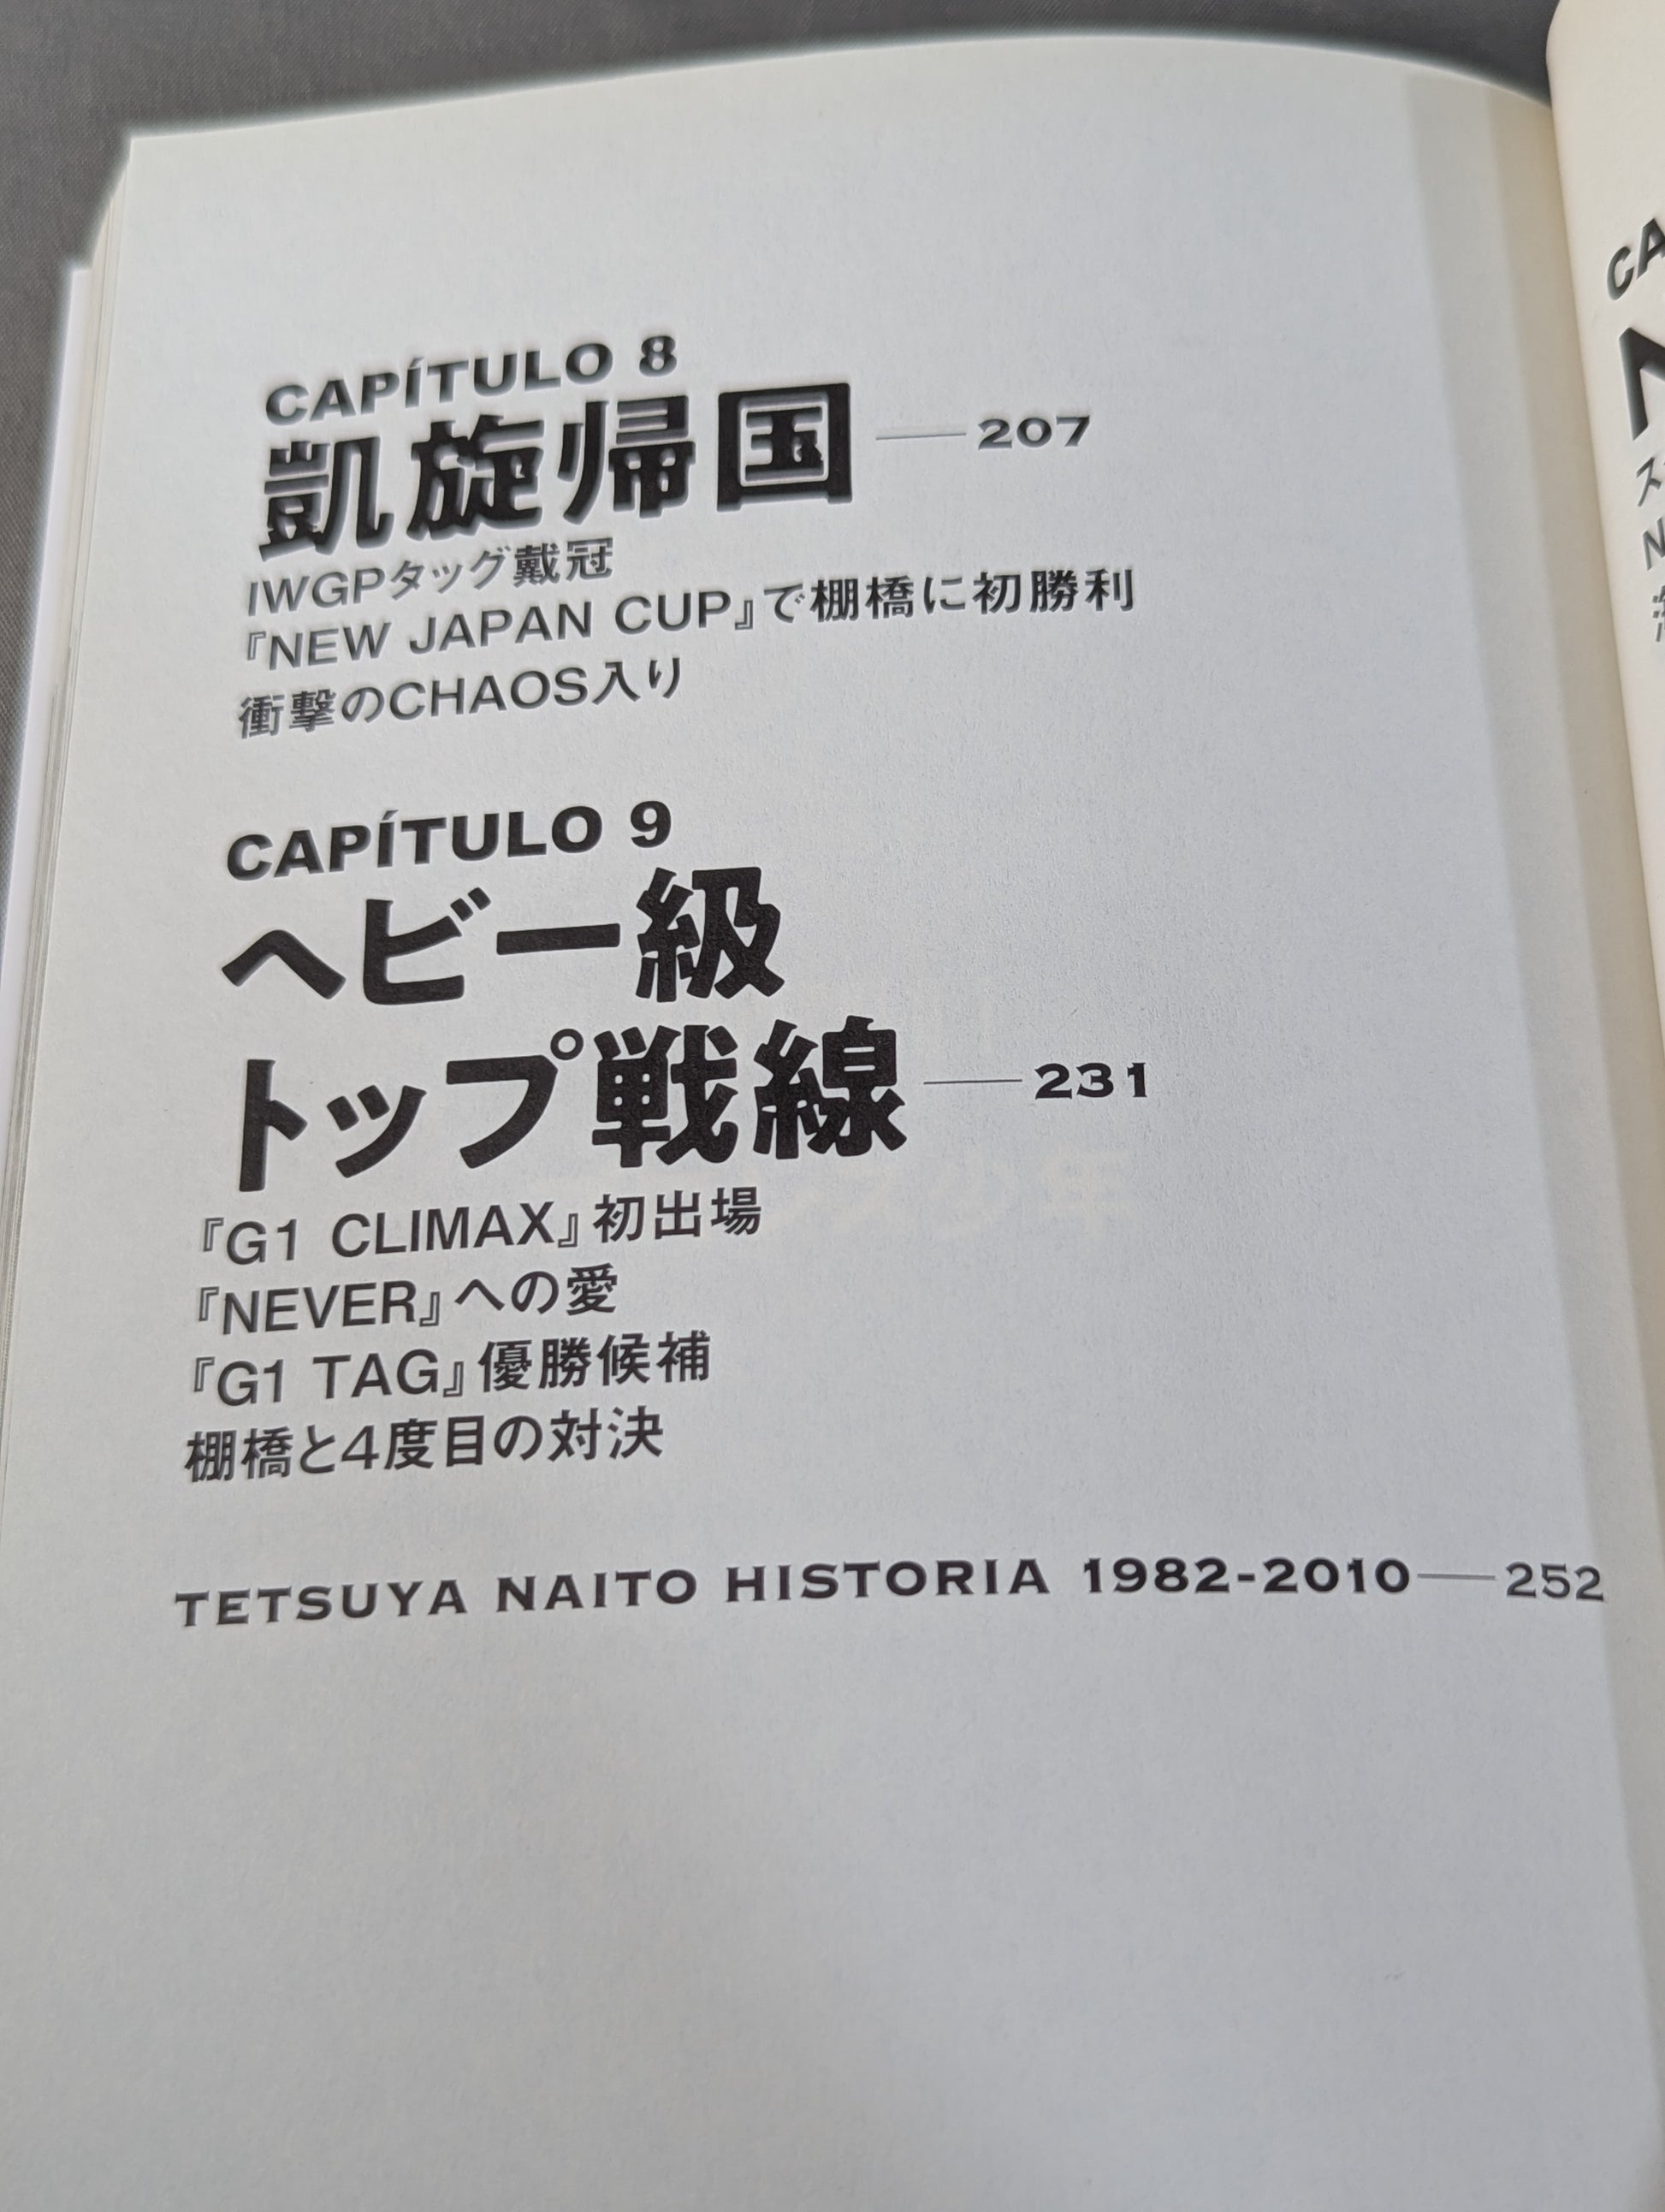 CAPÍTULO 8
凱旋帰国——207
IWGPタッグ戴冠
『NEW JAPAN CUP』で棚橋に初勝利
衝撃のCHAOS入り
CAPÍTULO 9
ヘビー級
トップ戦線——231
『G1 CLIMAX』初出場
『NEVER』への愛
『G1 TAG』優勝候補
棚橋と4度目の対決
TETSUYA NAITO HISTORIA 1982-2010——252